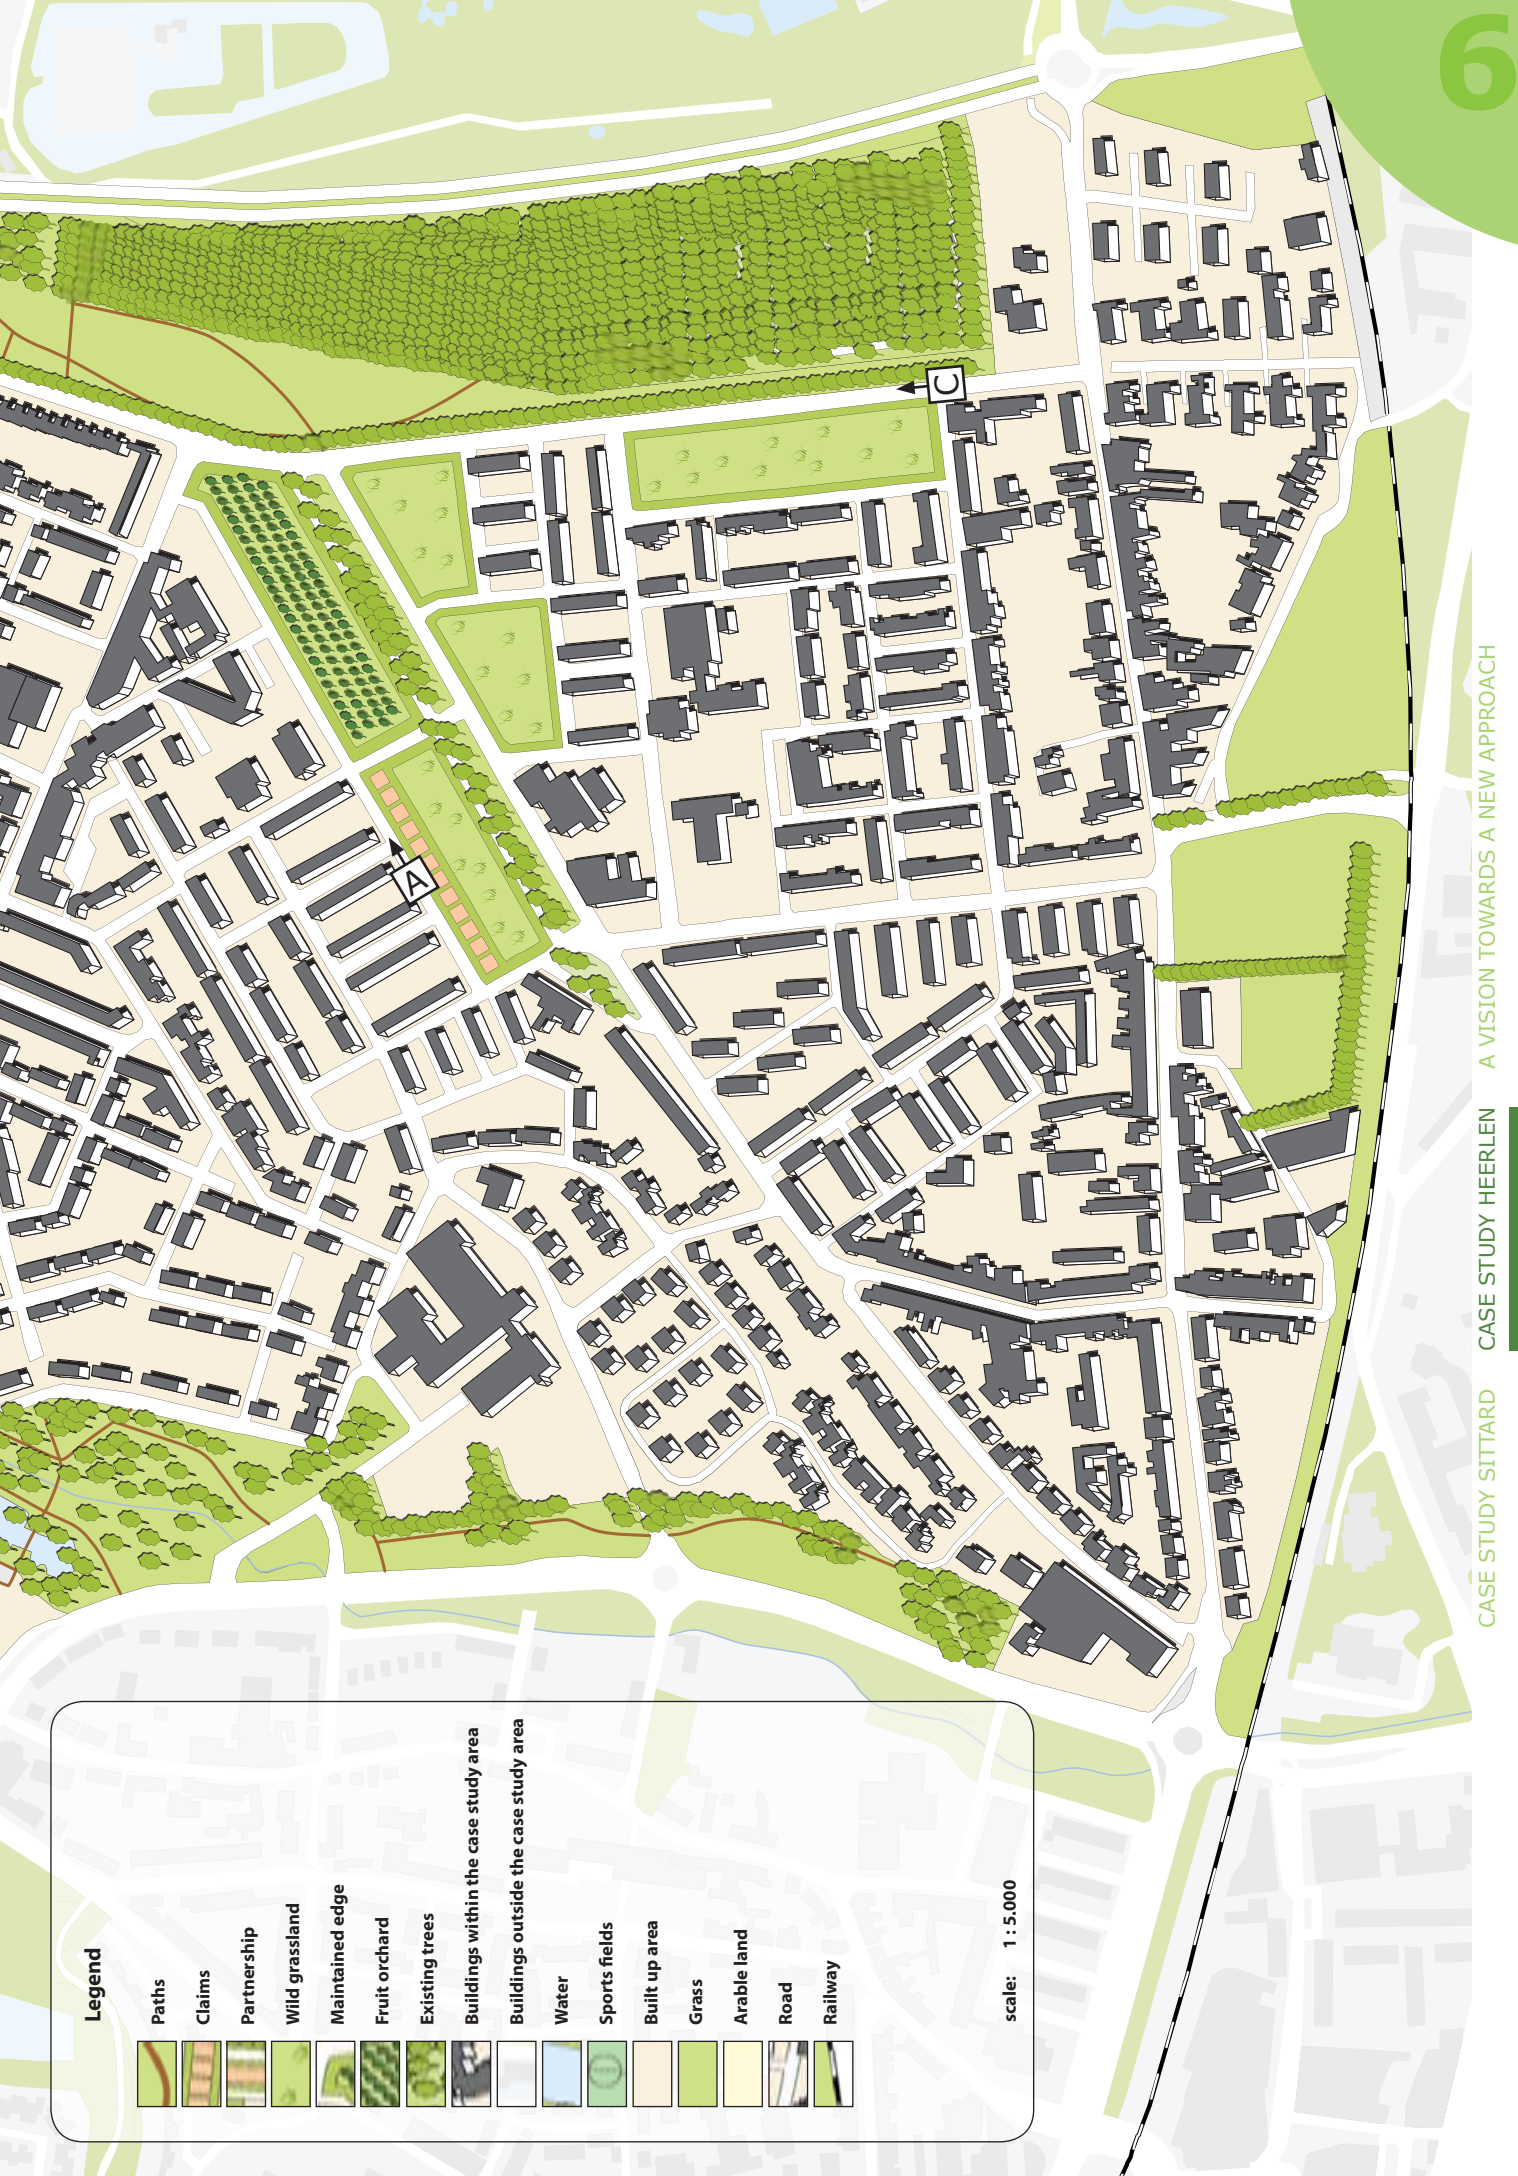 6
C
A
Legend
Paths
Claims
Partnership
Wild grassland
Maintained edge
Fruit orchard
Existing trees
Buildings within the case study area
Buildings outside the case study area
Water
Sports fields
Built up area
Grass
Arable land
Road
Railway
scale: 1 : 5.000
CASE STUDY SITTARD CASE STUDY HEERLEN A VISION TOWARDS A NEW APPROACH